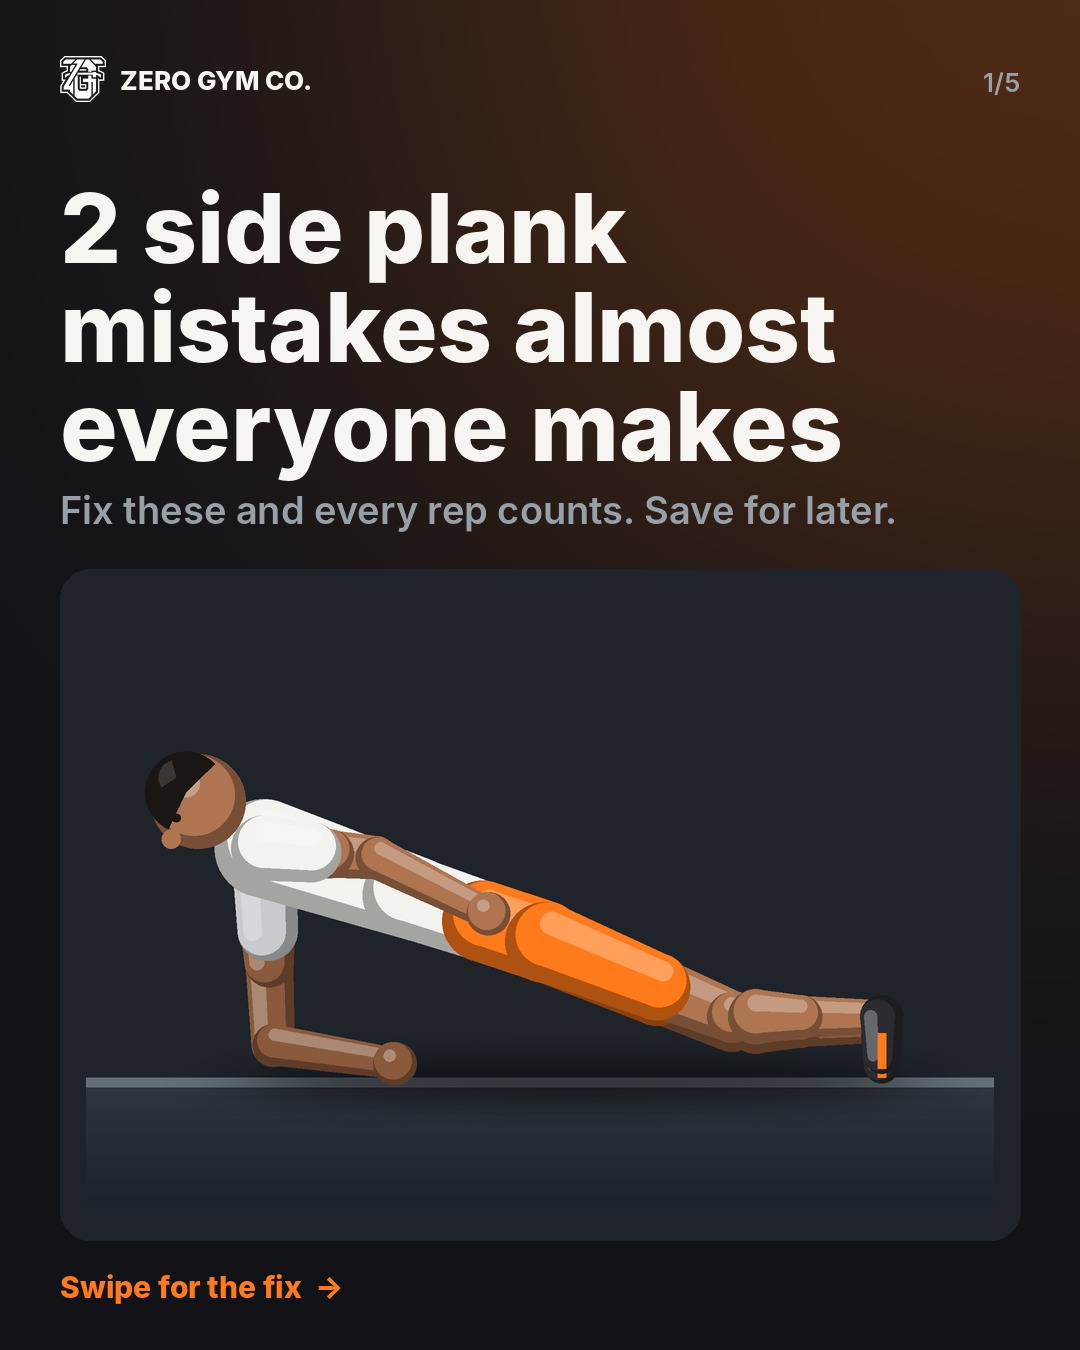 ZERO GYM CO.
1/5
2 side plank
mistakes almost
everyone makes
Fix these and every rep counts. Save for later.
Swipe for the fix →